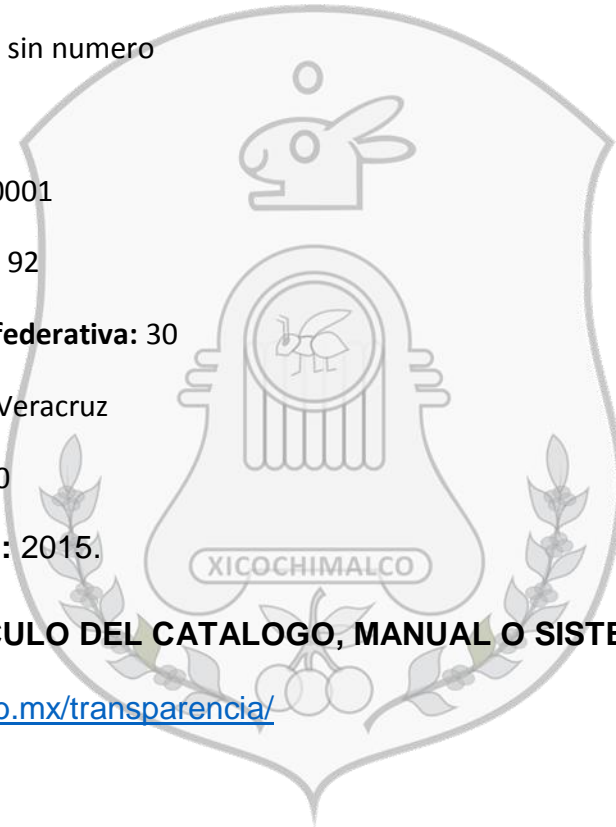 sin numero
0001
92
federativa: 30
Veracruz
0
: 2015.
XICOCHIMALCO
CULO DEL CATALOGO, MANUAL O SISTE
o.mx/transparencia/